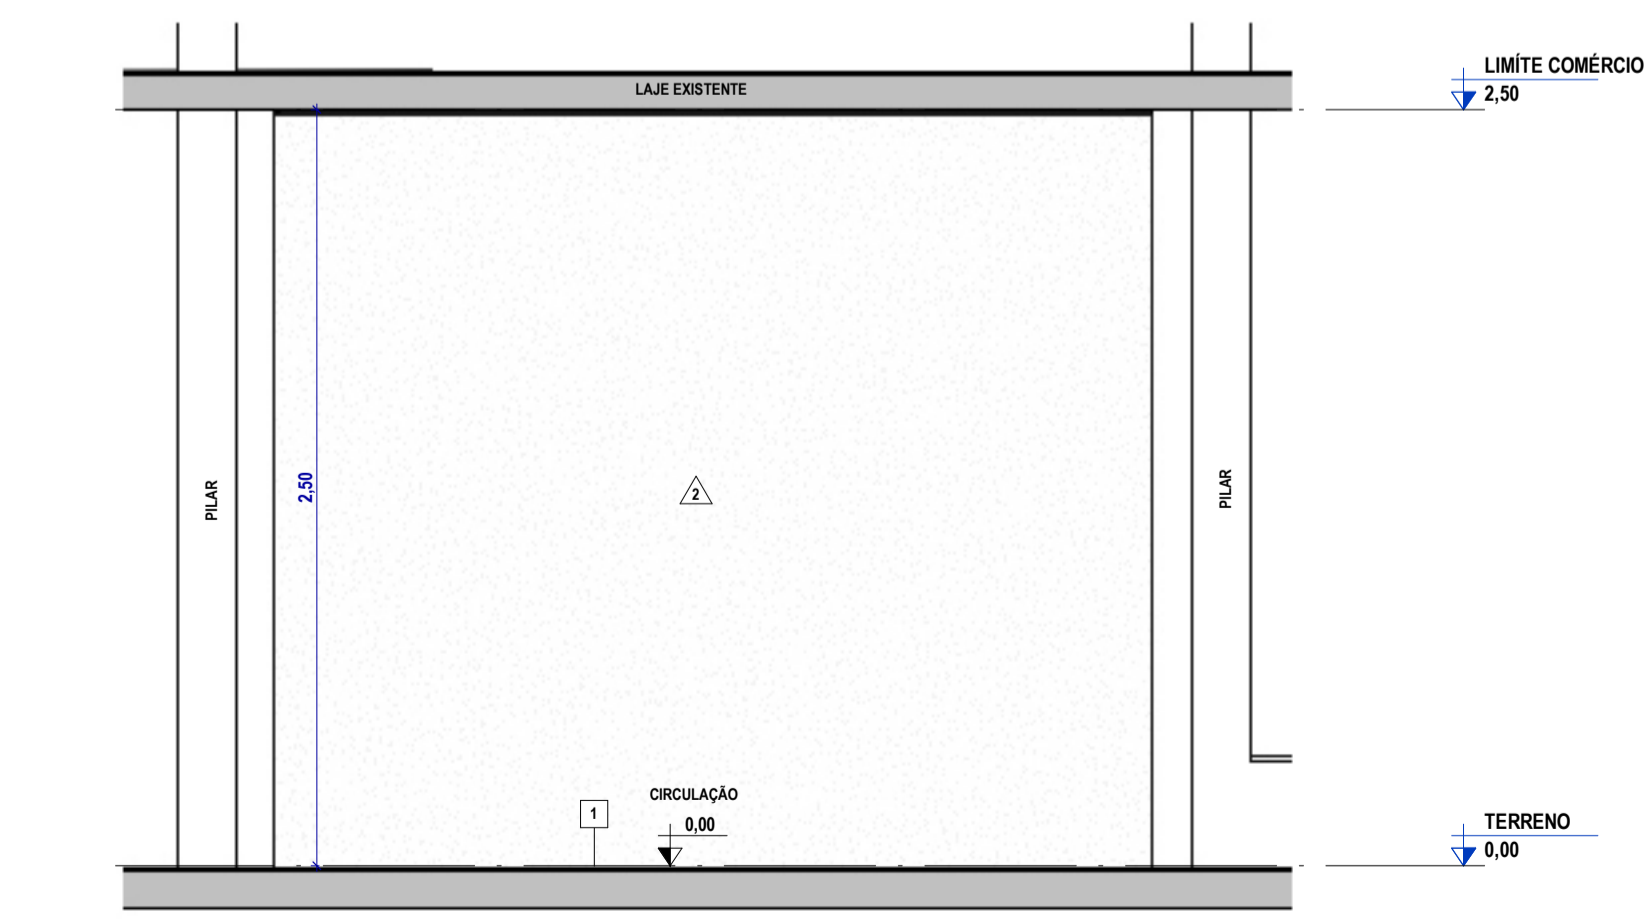 LIMÍTE COMÉRCIO
2,50
LAJE EXISTENTE
PILAR
2,50
2
PILAR
1
CIRCULAÇÃO
0,00
TERRENO
0,00